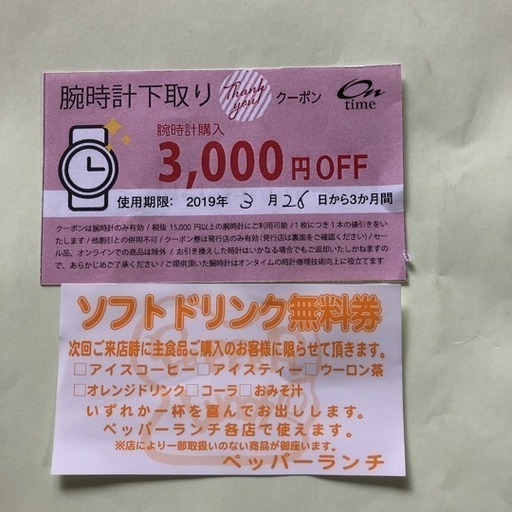 腕時計下取り Thank you! クーポン On time
腕時計購入
3,000円OFF
使用期限: 2019年 3 月 26 日から3か月間
クーポンは腕時計のみ有効 / 税抜 15,000 円以上の腕時計にご利用可能 / 1枚につき1本の値引きをい
たします / 他割引との併用不可 / クーポン券は発行店のみ有効(発行店は裏面をご確認ください) / セー
ル品、オンラインでの商品は除外 / お引き換えした時計はいかなる場合でもご返却いたしかねますの
で、あらかじめご了承ください / ご提供頂いた腕時計はオンタイムの時計修理技術向上に役立てます
ソフトドリンク無料券
次回ご来店時に主食品ご購入のお客様に限らせて頂きます。
□アイスコーヒー□アイスティー□ウーロン茶
□オレンジドリンク□コーラ□おみそ汁
いずれか一杯を喜んでお出しします。
ペッパーランチ各店で使えます。
※店により一部取扱いのない商品が御座います。
ペッパーランチ